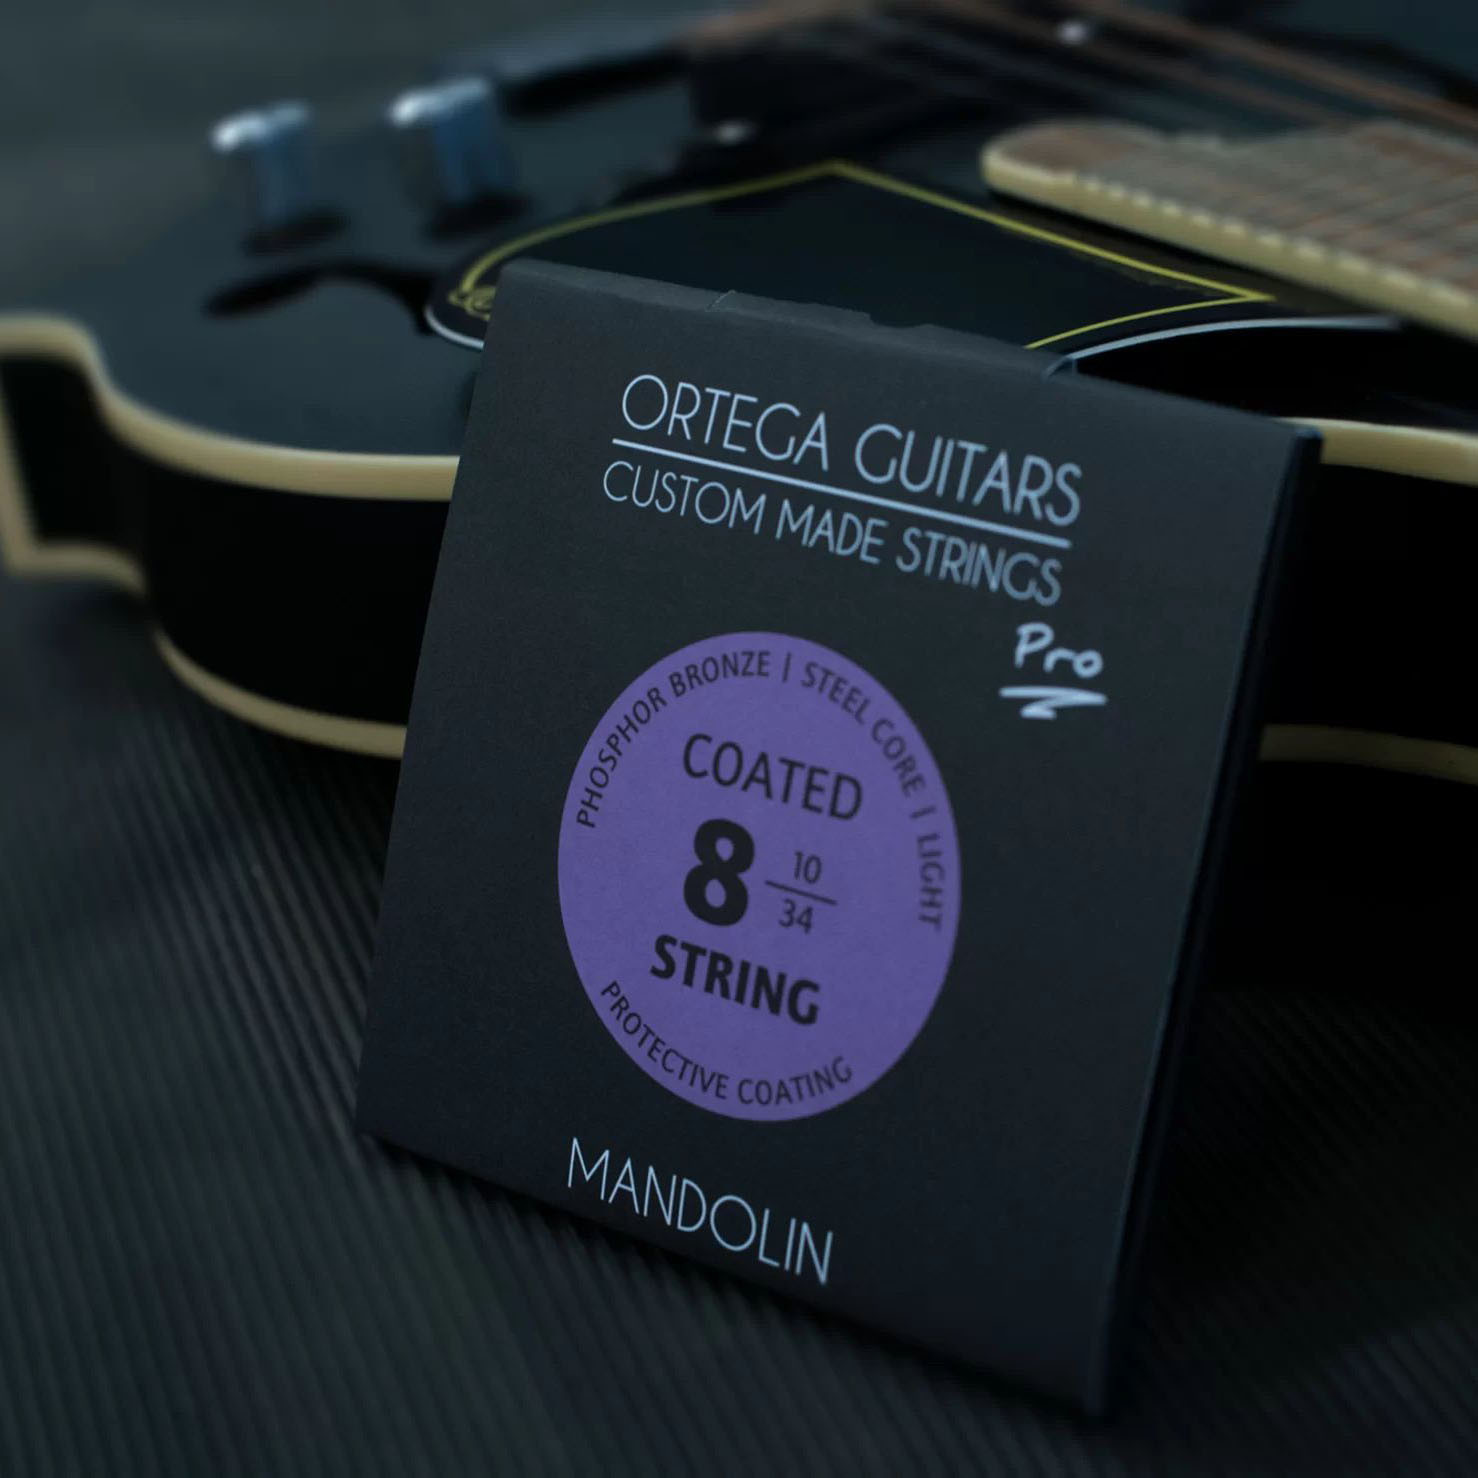 ORTEGA GUITARS
CUSTOM MADE STRINGS
Pro
PHOSPHOR BRONZE | STEEL CORE | LIGHT
COATED
8 10/34
STRING
PROTECTIVE COATING
MANDOLIN